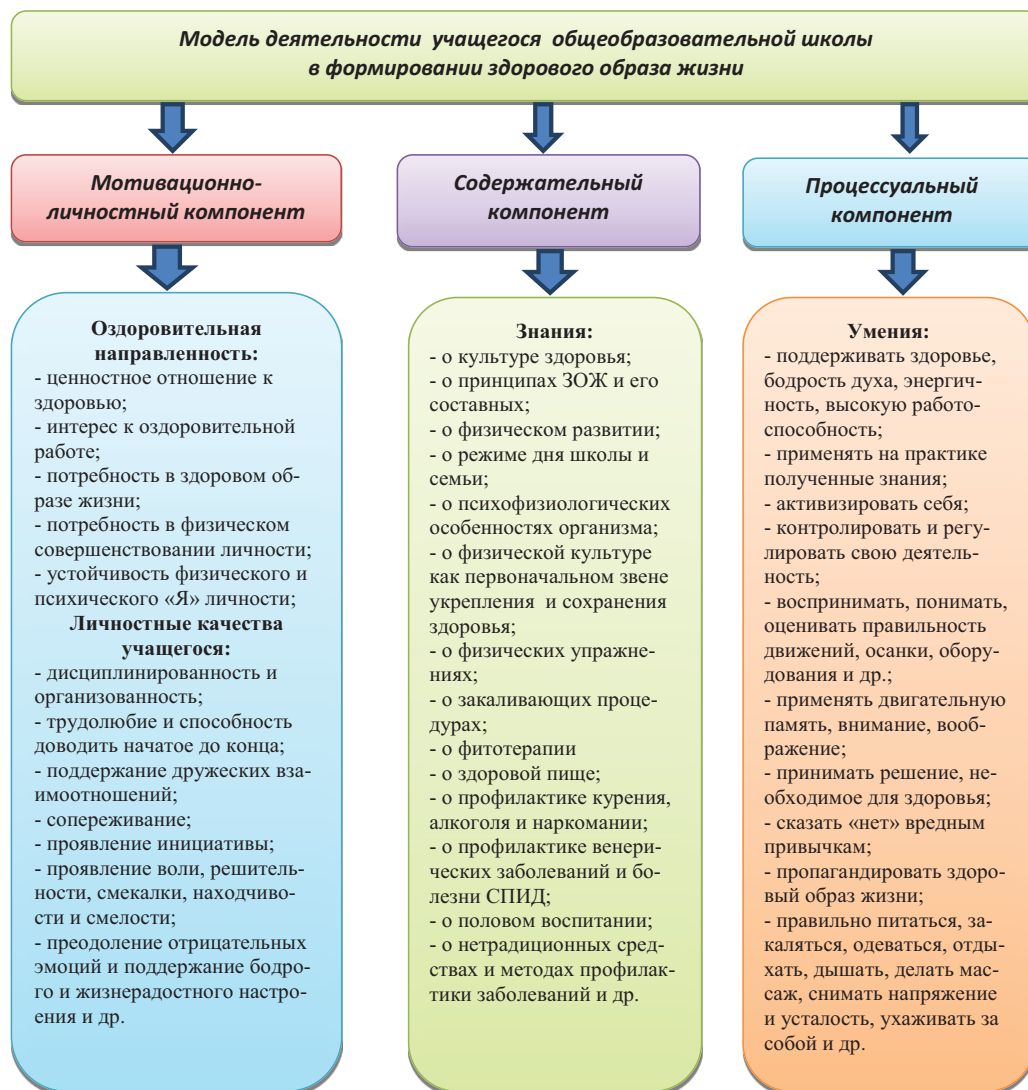 Модель деятельности учащегося общеобразовательной школы
в формировании здорового образа жизни
Мотивационно-
личностный компонент
Содержательный
компонент
Процессуальный
компонент
Оздоровительная
направленность:
- ценностное отношение к
здоровью;
- интерес к оздоровительной
работе;
- потребность в здоровом об-
разе жизни;
- потребность в физическом
совершенствовании личности;
- устойчивость физического и
психического «Я» личности;
Личностные качества
учащегося:
- дисциплинированность и
организованность;
- трудолюбие и способность
доводить начатое до конца;
- поддержание дружеских вза-
имоотношений;
- сопереживание;
- проявление инициативы;
- проявление воли, решитель-
ности, смекалки, находчиво-
сти и смелости;
- преодоление отрицательных
эмоций и поддержание бодро-
го и жизнерадостного настро-
ения и др.
Знания:
- о культуре здоровья;
- о принципах ЗОЖ и его
составных;
- о физическом развитии;
- о режиме дня школы и
семьи;
- о психофизиологических
особенностях организма;
- о физической культуре
как первоначальном звене
укрепления и сохранения
здоровья;
- о физических упражне-
ниях;
- о закаливающих проце-
дурах;
- о фитотерапии
- о здоровой пище;
- о профилактике курения,
алкоголя и наркомании;
- о профилактике венери-
ческих заболеваний и бо-
лезни СПИД;
- о половом воспитании;
- о нетрадиционных сред-
ствах и методах профилак-
тики заболеваний и др.
Умения:
- поддерживать здоровье,
бодрость духа, энергич-
ность, высокую работо-
способность;
- применять на практике
полученные знания;
- активизировать себя;
- контролировать и регу-
лировать свою деятель-
ность;
- воспринимать, понимать,
оценивать правильность
движений, осанки, обору-
дования и др.;
- применять двигательную
память, внимание, вооб-
ражение;
- принимать решение, не-
обходимое для здоровья;
- сказать «нет» вредным
привычкам;
- пропагандировать здоро-
вый образ жизни;
- правильно питаться, за-
каляться, одеваться, отды-
хать, дышать, делать мас-
саж, снимать напряжение
и усталость, ухаживать за
собой и др.